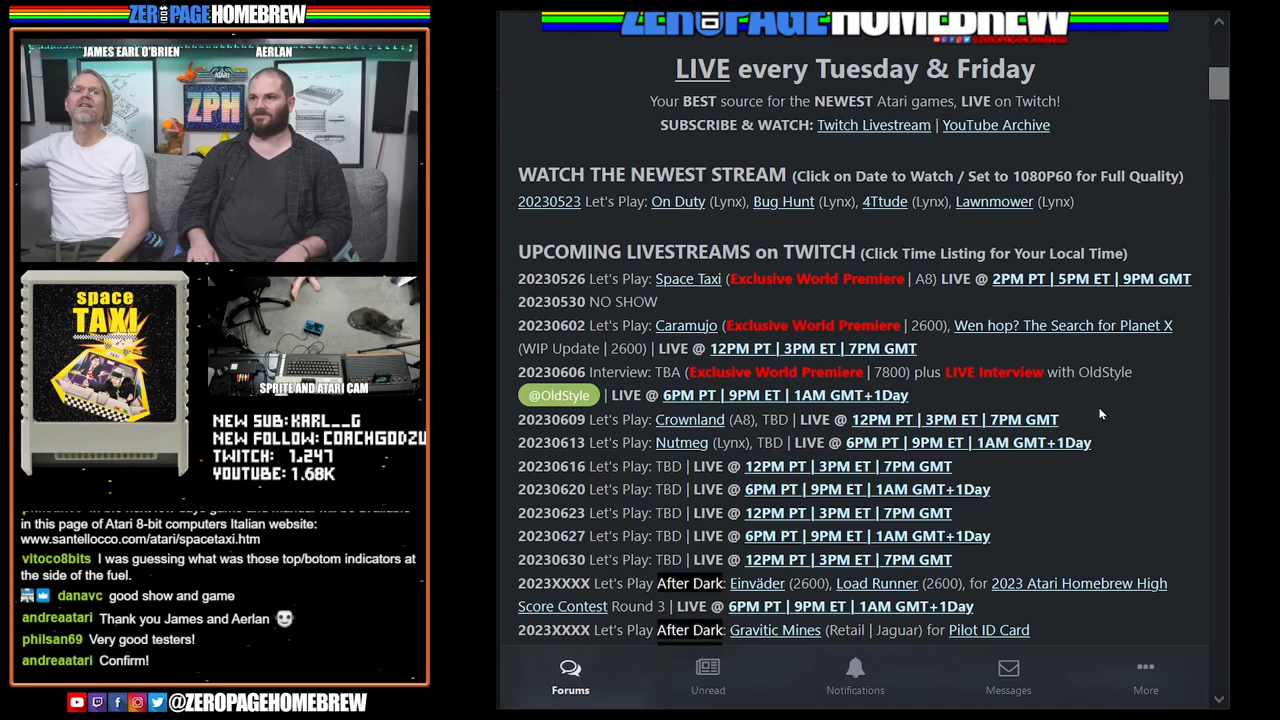 ZEROPAGE HOMEBREW
JAMES EARL O'BRIEN
AERLAN
ATARI
ZPH
space
TAXI
SPRITE AND ATARI CAM
NEW SUB: KARL__G
NEW FOLLOW: COACHGODZU
TWITCH: 1,247
YOUTUBE: 1.68K
in this page of Atari 8-bit computers Italian website:
www.santellocco.com/atari/spacetaxi.htm
vitoco8bits I was guessing what was those top/botom indicators at
the side of the fuel.
danavc good show and game
andreaatari Thank you James and Aerlan
philsan69 Very good testers!
andreaatari Confirm!
@ZEROPAGEHOMEBREW
ZEROPAGEHOMEBREW
LIVE every Tuesday & Friday
Your BEST source for the NEWEST Atari games, LIVE on Twitch!
SUBSCRIBE & WATCH: Twitch Livestream | YouTube Archive
WATCH THE NEWEST STREAM (Click on Date to Watch / Set to 1080P60 for Full Quality)
20230523 Let's Play: On Duty (Lynx), Bug Hunt (Lynx), 4Ttude (Lynx), Lawnmower (Lynx)
UPCOMING LIVESTREAMS on TWITCH (Click Time Listing for Your Local Time)
20230526 Let's Play: Space Taxi (Exclusive World Premiere | A8) LIVE @ 2PM PT | 5PM ET | 9PM GMT
20230530 NO SHOW
20230602 Let's Play: Caramujo (Exclusive World Premiere | 2600), Wen hop? The Search for Planet X
(WIP Update | 2600) | LIVE @ 12PM PT | 3PM ET | 7PM GMT
20230606 Interview: TBA (Exclusive World Premiere | 7800) plus LIVE Interview with OldStyle
@OldStyle | LIVE @ 6PM PT | 9PM ET | 1AM GMT+1Day
20230609 Let's Play: Crownland (A8), TBD | LIVE @ 12PM PT | 3PM ET | 7PM GMT
20230613 Let's Play: Nutmeg (Lynx), TBD | LIVE @ 6PM PT | 9PM ET | 1AM GMT+1Day
20230616 Let's Play: TBD | LIVE @ 12PM PT | 3PM ET | 7PM GMT
20230620 Let's Play: TBD | LIVE @ 6PM PT | 9PM ET | 1AM GMT+1Day
20230623 Let's Play: TBD | LIVE @ 12PM PT | 3PM ET | 7PM GMT
20230627 Let's Play: TBD | LIVE @ 6PM PT | 9PM ET | 1AM GMT+1Day
20230630 Let's Play: TBD | LIVE @ 12PM PT | 3PM ET | 7PM GMT
2023XXXX Let's Play After Dark: Einväder (2600), Load Runner (2600), for 2023 Atari Homebrew High
Score Contest Round 3 | LIVE @ 6PM PT | 9PM ET | 1AM GMT+1Day
2023XXXX Let's Play After Dark: Gravitic Mines (Retail | Jaguar) for Pilot ID Card
Forums
Unread
Notifications
Messages
More